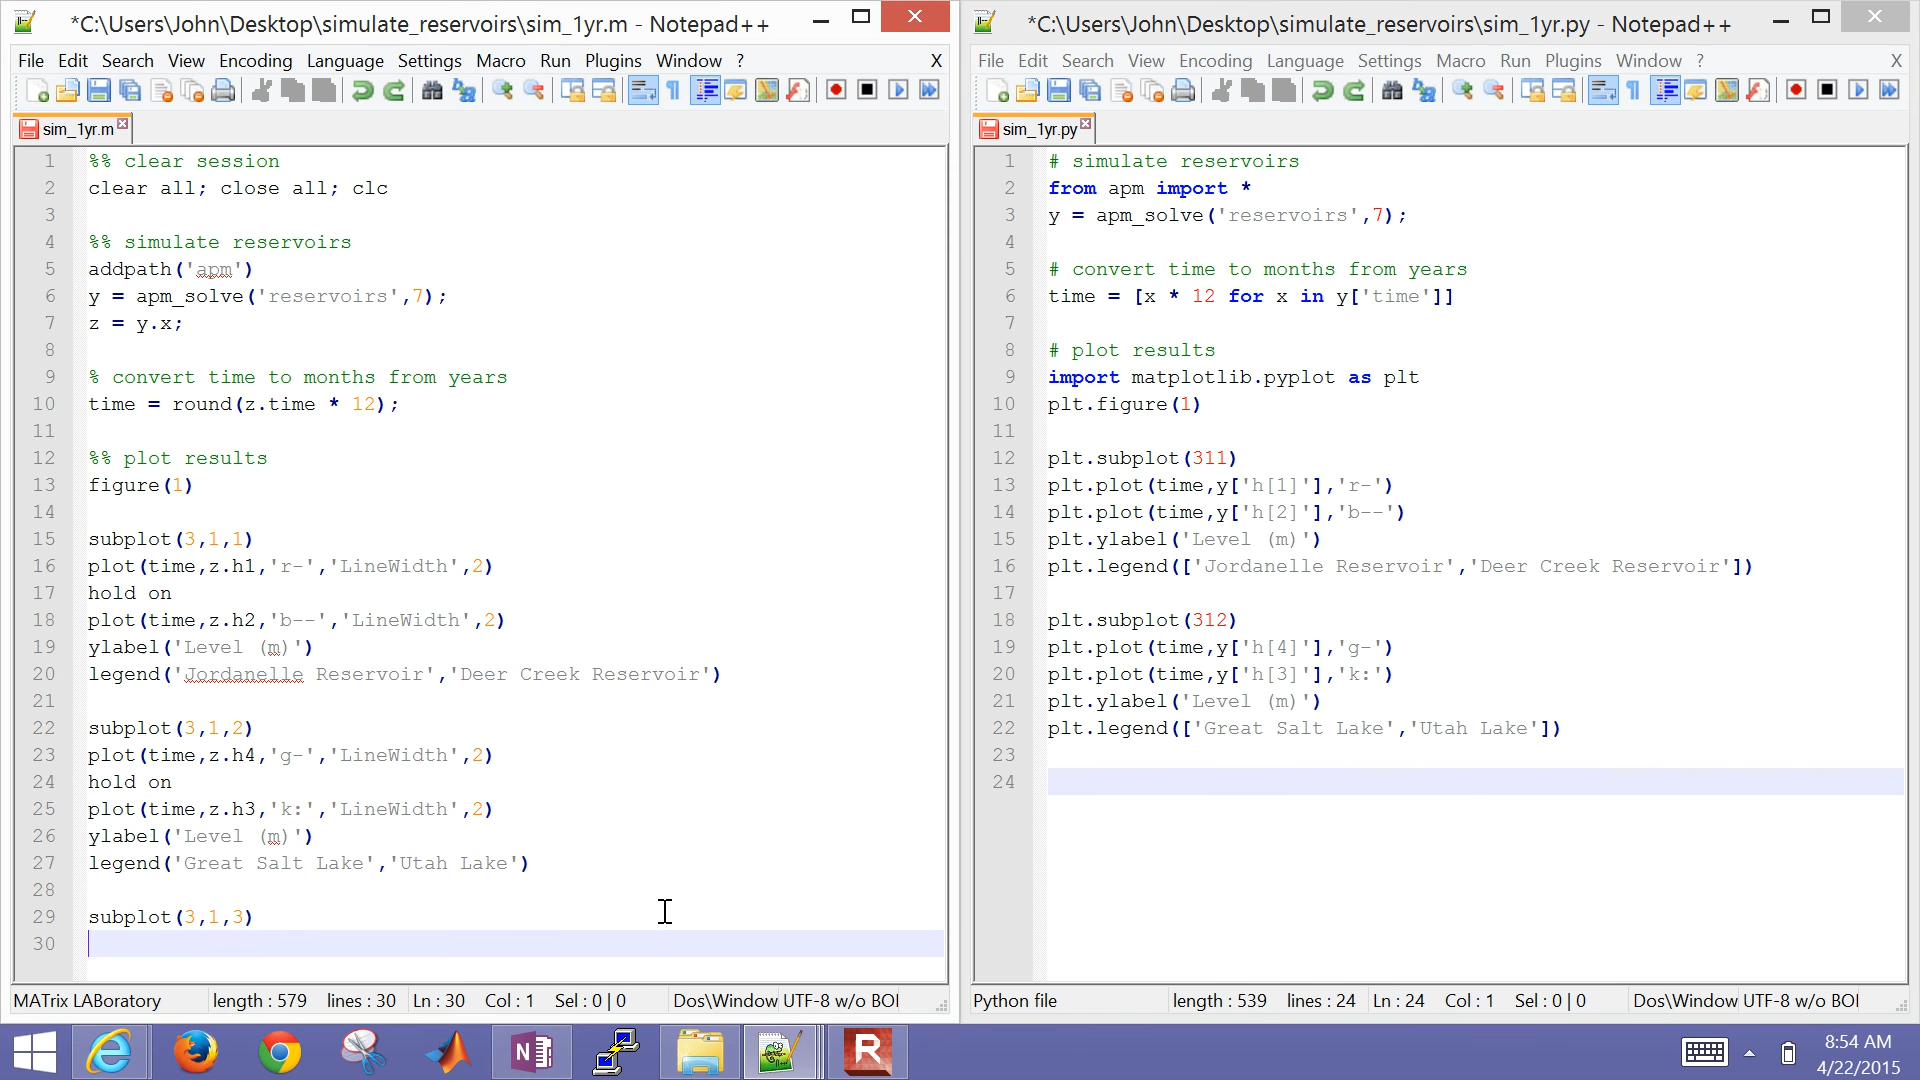 *C:\Users\John\Desktop\simulate_reservoirs\sim_1yr.m - Notepad++
File Edit Search View Encoding Language Settings Macro Run Plugins Window ? X
sim_1yr.m
1 %% clear session
2 clear all; close all; clc
3
4 %% simulate reservoirs
5 addpath('apm')
6 y = apm_solve('reservoirs',7);
7 z = y.x;
8
9 % convert time to months from years
10 time = round(z.time * 12);
11
12 %% plot results
13 figure(1)
14
15 subplot(3,1,1)
16 plot(time,z.h1,'r-','LineWidth',2)
17 hold on
18 plot(time,z.h2,'b--','LineWidth',2)
19 ylabel('Level (m)')
20 legend('Jordanelle Reservoir','Deer Creek Reservoir')
21
22 subplot(3,1,2)
23 plot(time,z.h4,'g-','LineWidth',2)
24 hold on
25 plot(time,z.h3,'k:','LineWidth',2)
26 ylabel('Level (m)')
27 legend('Great Salt Lake','Utah Lake')
28
29 subplot(3,1,3)
30
MATrix LABoratory length : 579 lines : 30 Ln : 30 Col : 1 Sel : 0 | 0 Dos\Window UTF-8 w/o BOI
*C:\Users\John\Desktop\simulate_reservoirs\sim_1yr.py - Notepad++
File Edit Search View Encoding Language Settings Macro Run Plugins Window ? X
sim_1yr.py
1 # simulate reservoirs
2 from apm import *
3 y = apm_solve('reservoirs',7);
4
5 # convert time to months from years
6 time = [x * 12 for x in y['time']]
7
8 # plot results
9 import matplotlib.pyplot as plt
10 plt.figure(1)
11
12 plt.subplot(311)
13 plt.plot(time,y['h[1]'],'r-')
14 plt.plot(time,y['h[2]'],'b--')
15 plt.ylabel('Level (m)')
16 plt.legend(['Jordanelle Reservoir','Deer Creek Reservoir'])
17
18 plt.subplot(312)
19 plt.plot(time,y['h[4]'],'g-')
20 plt.plot(time,y['h[3]'],'k:')
21 plt.ylabel('Level (m)')
22 plt.legend(['Great Salt Lake','Utah Lake'])
23
24
Python file length : 539 lines : 24 Ln : 24 Col : 1 Sel : 0 | 0 Dos\Window UTF-8 w/o BOI
N
R
8:54 AM
4/22/2015